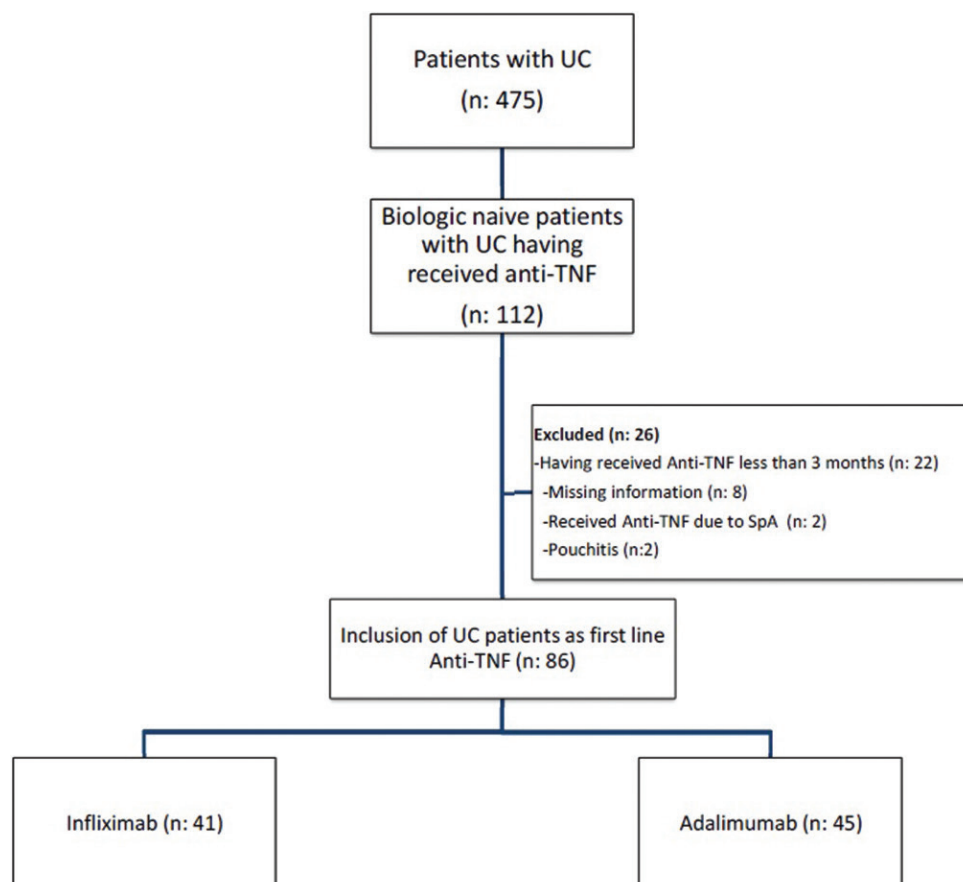 Patients with UC
(n: 475)
Biologic naive patients
with UC having
received anti-TNF
(n: 112)
Excluded (n: 26)
-Having received Anti-TNF less than 3 months (n: 22)
-Missing information (n: 8)
-Received Anti-TNF due to SpA (n: 2)
-Pouchitis (n:2)
Inclusion of UC patients as first line
Anti-TNF (n: 86)
Infliximab (n: 41)
Adalimumab (n: 45)